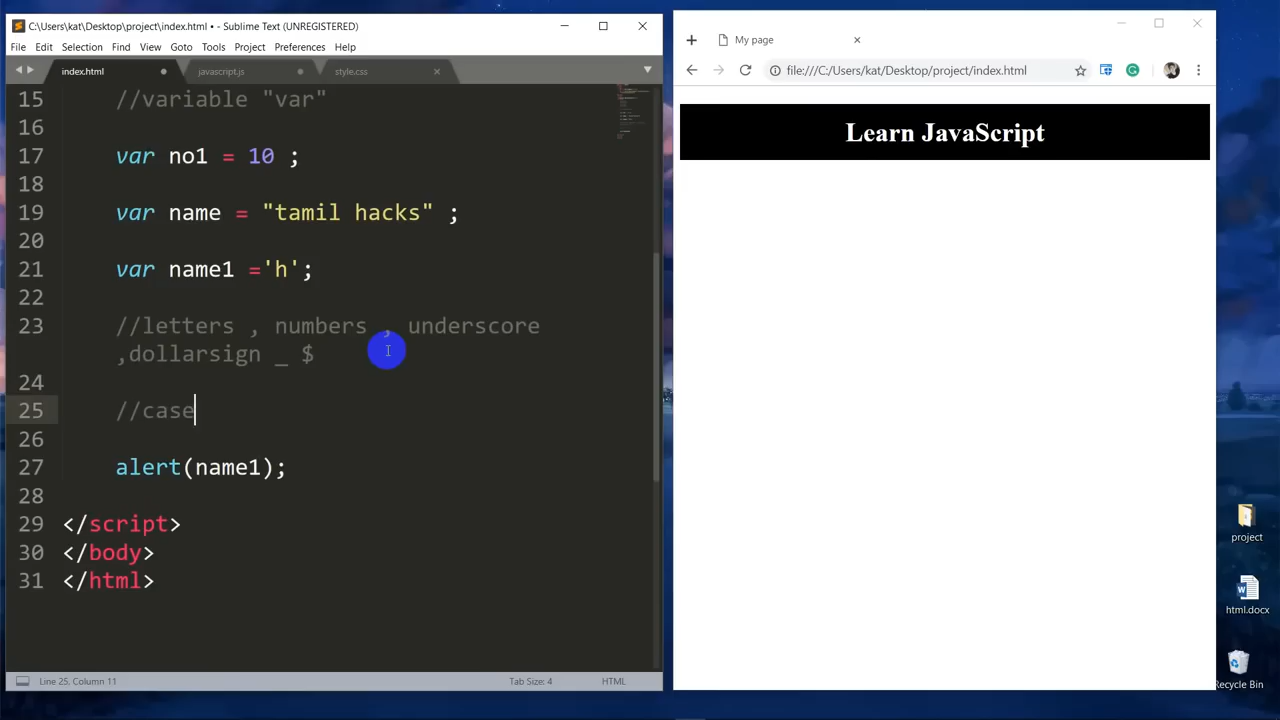 C:\Users\kat\Desktop\project\index.html • - Sublime Text (UNREGISTERED)
File Edit Selection Find View Goto Tools Project Preferences Help
index.html javascript.js style.css
15 //variable "var"
16
17 var no1 = 10 ;
18
19 var name = "tamil hacks" ;
20
21 var name1 ='h';
22
23 //letters , numbers , underscore
,dollarsign _ $
24
25 //case
26
27 alert(name1);
28
29 </script>
30 </body>
31 </html>
Line 25, Column 11 Tab Size: 4 HTML
My page
file:///C:/Users/kat/Desktop/project/index.html
Learn JavaScript
project
html.docx
Recycle Bin